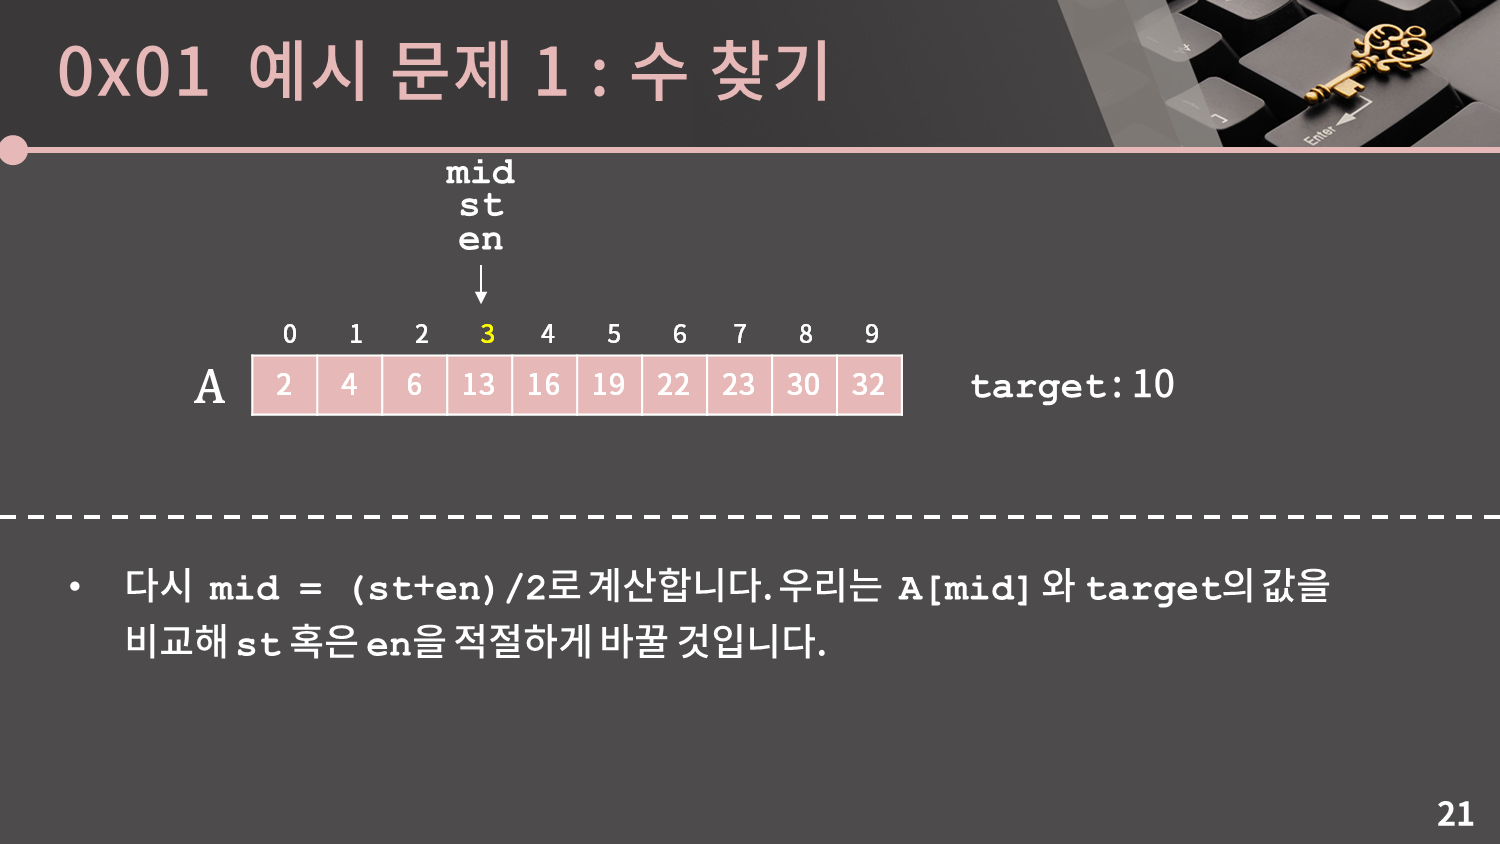 0x01 예시 문제 1 : 수 찾기
Enter
mid
st
en
0 1 2 3 4 5 6 7 8 9
A 2 4 6 13 16 19 22 23 30 32 target: 10
• 다시 mid = (st+en)/2로 계산합니다. 우리는 A[mid] 와 target의 값을
비교해 st 혹은 en을 적절하게 바꿀 것입니다.
21